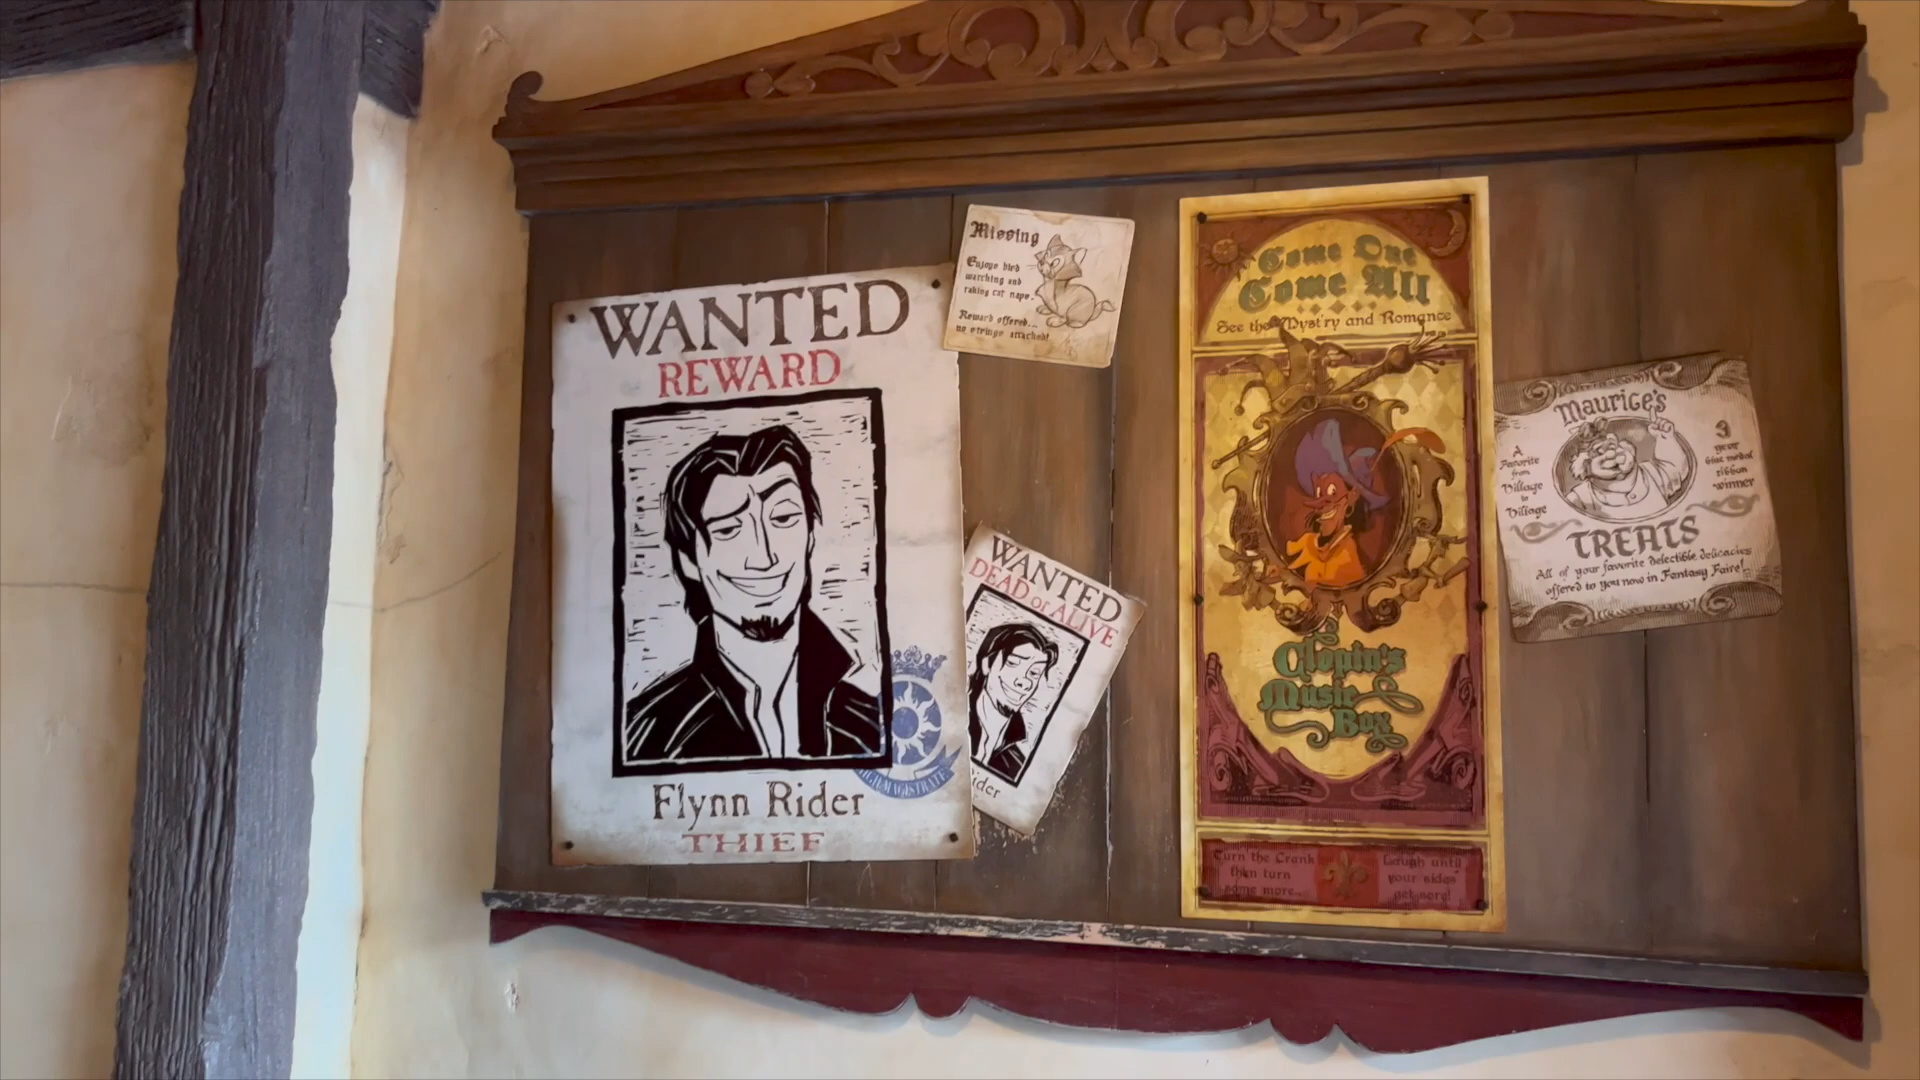 WANTED
REWARD
Flynn Rider
THIEF
Missing
Enjoys bird
watching and
taking cat naps.
Reward offered...
no strings attached!
WANTED
DEAD or ALIVE
ider
Come One
Come All
See the Myst'ry and Romance
Clopin's
Music
Box
Turn the Crank
then turn
some more...
Laugh until
your sides
get sore!
Maurice's
A
Favorite
from
Village
to
Village
3
year
blue medal
ribbon
winner
TREATS
All of your favorite delectible delicacies
offered to you now in Fantasy Faire!